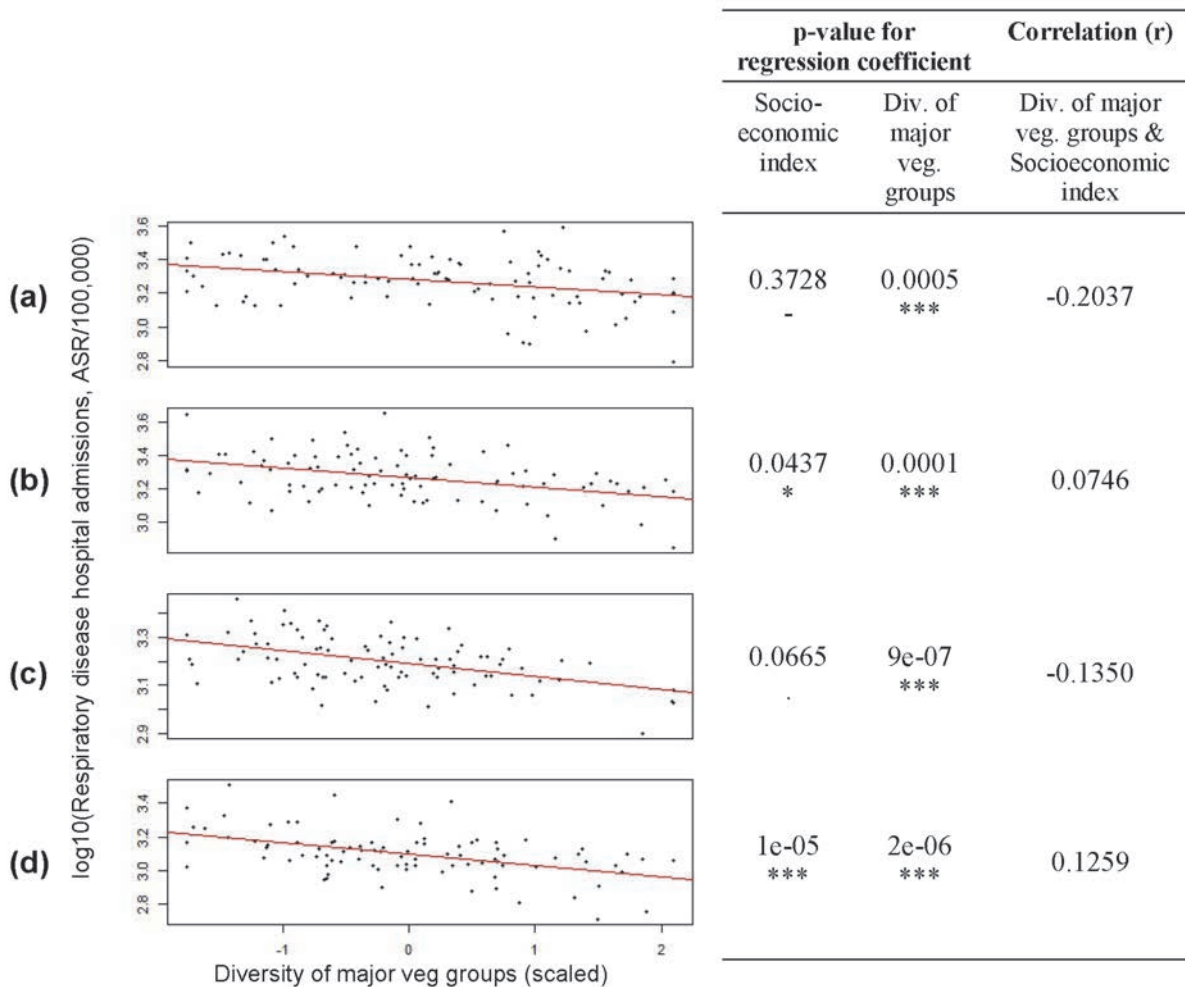 p-value for
regression coefficient
Correlation (r)
Socio-
economic
index
Div. of
major
veg.
groups
Div. of major
veg. groups &
Socioeconomic
index
log10(Respiratory disease hospital admissions, ASR/100,000)
(a)
3.6
3.4
3.2
3.0
2.8
0.3728
-
0.0005
***
-0.2037
(b)
3.6
3.4
3.2
3.0
0.0437
*
0.0001
***
0.0746
(c)
3.3
3.1
2.9
0.0665
.
9e-07
***
-0.1350
(d)
3.4
3.2
3.0
2.8
1e-05
***
2e-06
***
0.1259
-1 0 1 2
Diversity of major veg groups (scaled)